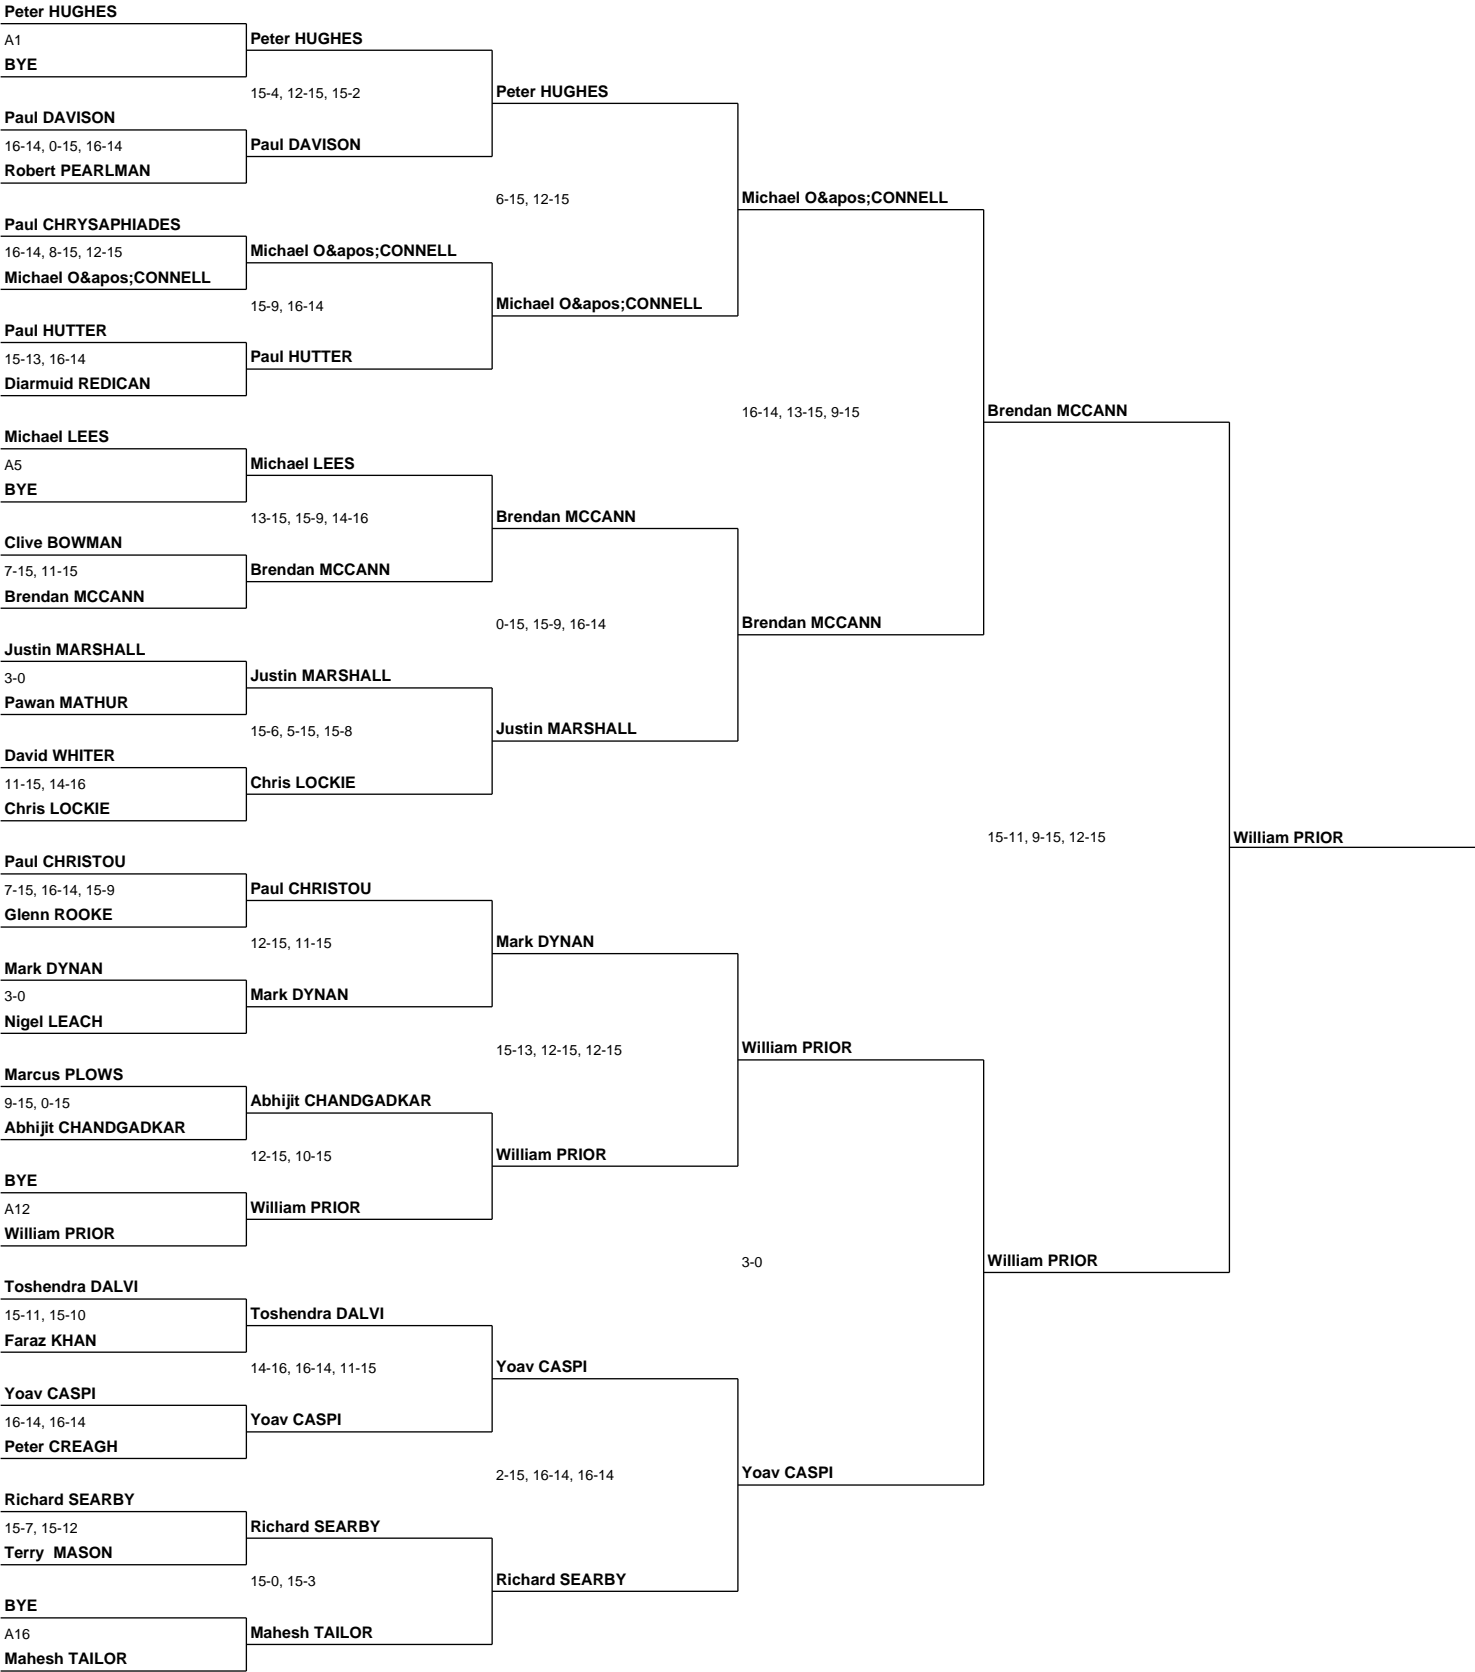 Peter HUGHES
A1
BYE
Paul DAVISON
16-14, 0-15, 16-14
Robert PEARLMAN
Paul CHRYSAPHIADES
16-14, 8-15, 12-15
Michael O&apos;CONNELL
Paul HUTTER
15-13, 16-14
Diarmuid REDICAN
Michael LEES
A5
BYE
Clive BOWMAN
7-15, 11-15
Brendan MCCANN
Justin MARSHALL
3-0
Pawan MATHUR
David WHITER
11-15, 14-16
Chris LOCKIE
Paul CHRISTOU
7-15, 16-14, 15-9
Glenn ROOKE
Mark DYNAN
3-0
Nigel LEACH
Marcus PLOWS
9-15, 0-15
Abhijit CHANDGADKAR
BYE
A12
William PRIOR
Toshendra DALVI
15-11, 15-10
Faraz KHAN
Yoav CASPI
16-14, 16-14
Peter CREAGH
Richard SEARBY
15-7, 15-12
Terry  MASON
BYE
A16
Mahesh TAILOR
Peter HUGHES
15-4, 12-15, 15-2
Paul DAVISON
Michael O&apos;CONNELL
15-9, 16-14
Paul HUTTER
Michael LEES
13-15, 15-9, 14-16
Brendan MCCANN
Justin MARSHALL
15-6, 5-15, 15-8
Chris LOCKIE
Paul CHRISTOU
12-15, 11-15
Mark DYNAN
Abhijit CHANDGADKAR
12-15, 10-15
William PRIOR
Toshendra DALVI
14-16, 16-14, 11-15
Yoav CASPI
Richard SEARBY
15-0, 15-3
Mahesh TAILOR
Peter HUGHES
6-15, 12-15
Michael O&apos;CONNELL
Brendan MCCANN
0-15, 15-9, 16-14
Justin MARSHALL
Mark DYNAN
15-13, 12-15, 12-15
William PRIOR
Yoav CASPI
2-15, 16-14, 16-14
Richard SEARBY
Michael O&apos;CONNELL
16-14, 13-15, 9-15
Brendan MCCANN
William PRIOR
3-0
Yoav CASPI
Brendan MCCANN
15-11, 9-15, 12-15
William PRIOR
William PRIOR